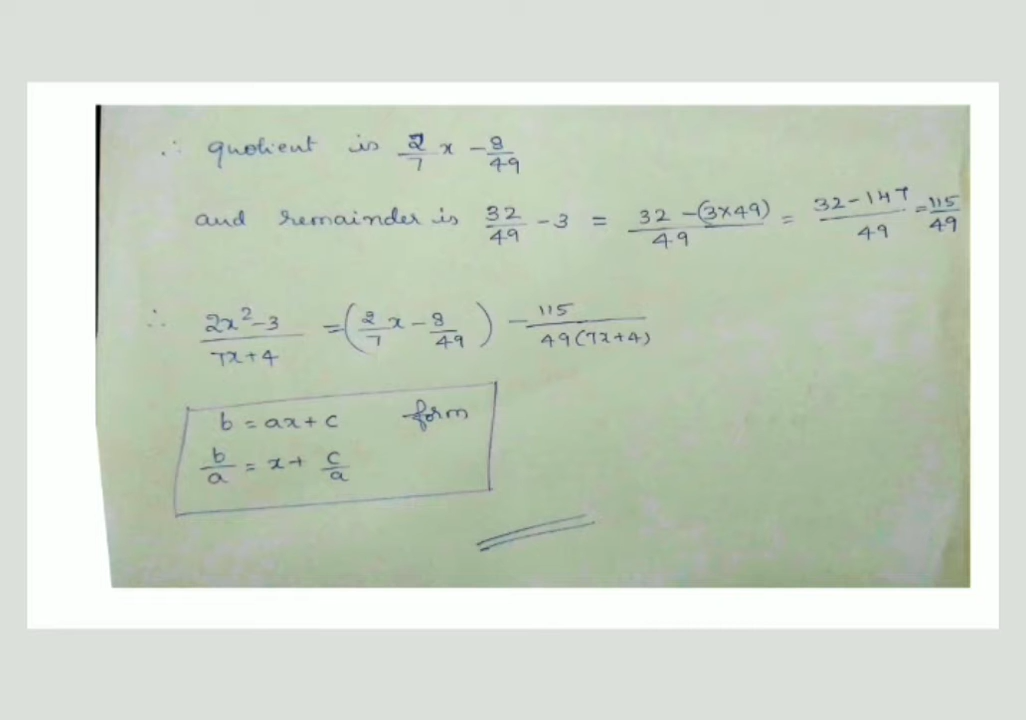 ∴ quotient is 2/7 x - 8/49
and remainder is 32/49 - 3 = 32 - (3×49)/49 = 32 - 147/49 = 115/49
∴ 2x² - 3/7x + 4 = (2/7 x - 8/49) - 115/49(7x + 4)
b = ax + c form
b/a = x + c/a